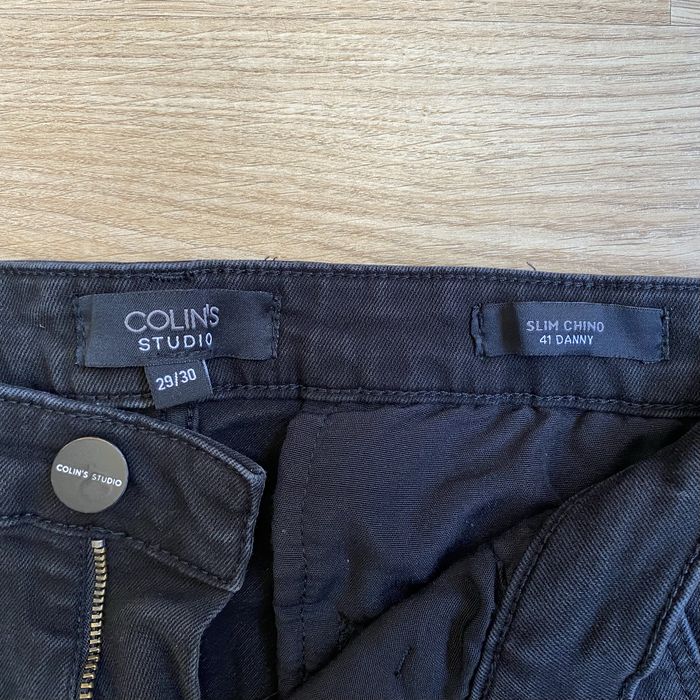 COLIN'S
STUDIO
29/30
SLIM CHINO
41 DANNY
COLIN'S STUDIO